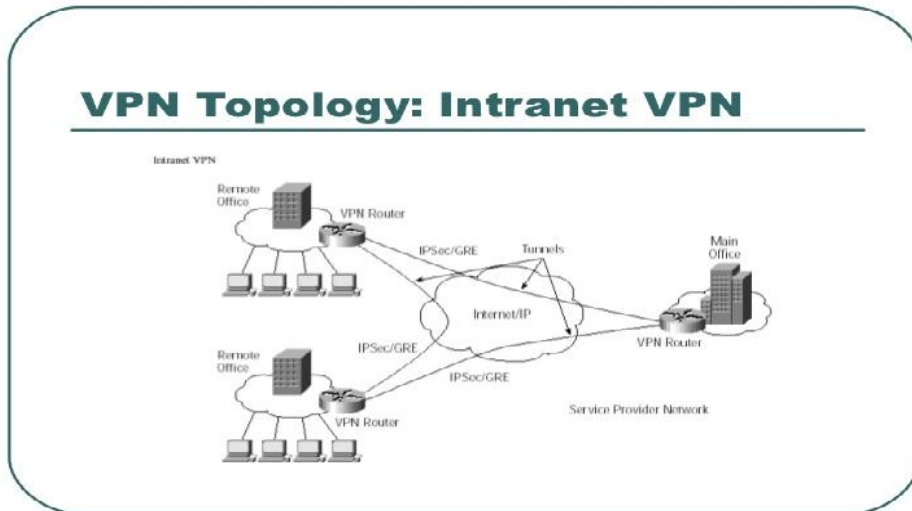 VPN Topology: Intranet VPN
Intranet VPN
Remote
Office
VPN Router
IPSec/GRE
Tunnels
Main
Office
Internet/IP
VPN Router
Remote
Office
IPSec/GRE
IPSec/GRE
VPN Router
Service Provider Network